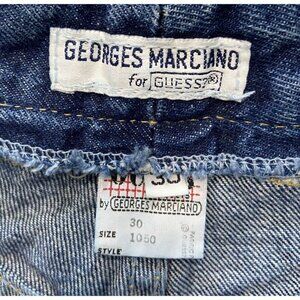 GEORGES MARCIANO
for GUESS?®
by GEORGES MARCIANO
30
SIZE 1050
STYLE